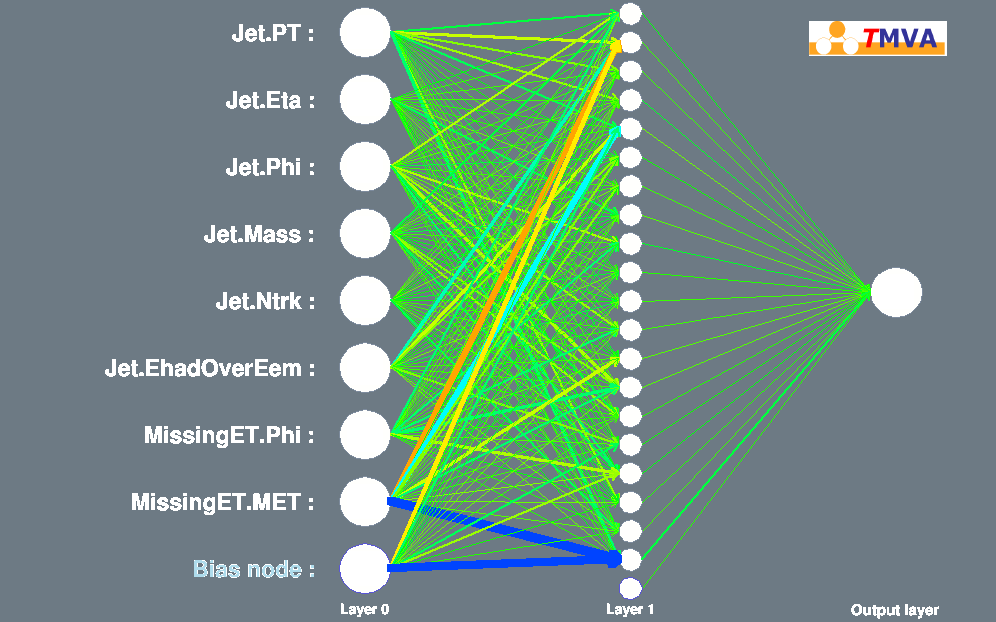 Jet.PT :
TMVA
Jet.Eta :
Jet.Phi :
Jet.Mass :
Jet.Ntrk :
Jet.EhadOverEem :
MissingET.Phi :
MissingET.MET :
Bias node :
Layer 0
Layer 1
Output layer